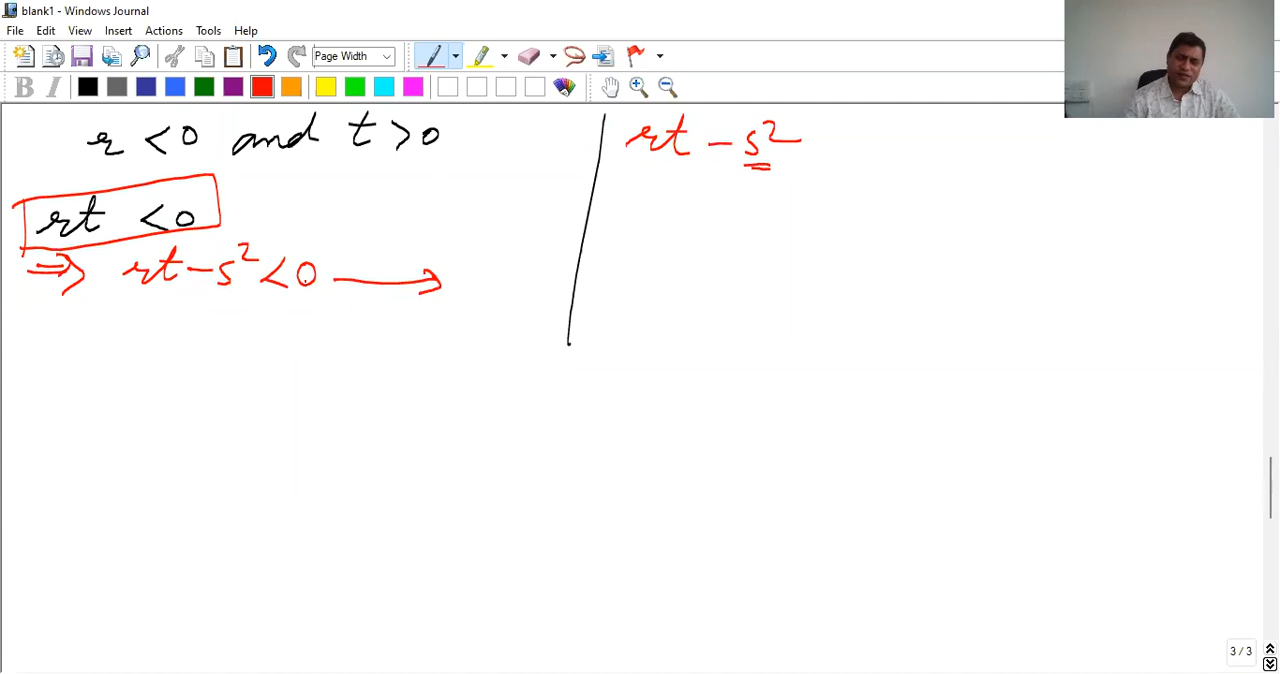 blank1 - Windows Journal
File Edit View Insert Actions Tools Help
Page Width
B I
r < 0 and t > 0
rt < 0
⇒ rt - s² < 0 ⟶
rt - s²
3 / 3